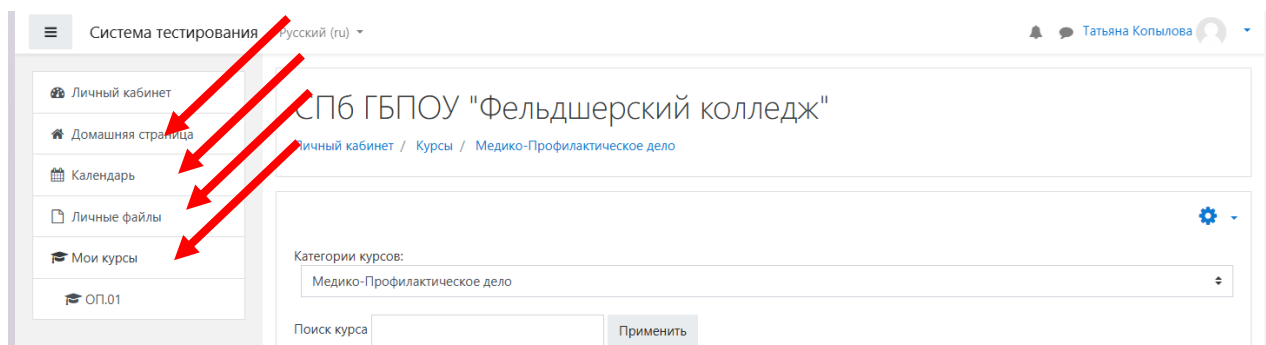 Система тестирования Русский (ru)
Татьяна Копылова
Личный кабинет
Домашняя страница
Календарь
Личные файлы
Мои курсы
ОП.01
СПб ГБПОУ "Фельдшерский колледж"
Личный кабинет / Курсы / Медико-Профилактическое дело
Категории курсов:
Медико-Профилактическое дело
Поиск курса
Применить